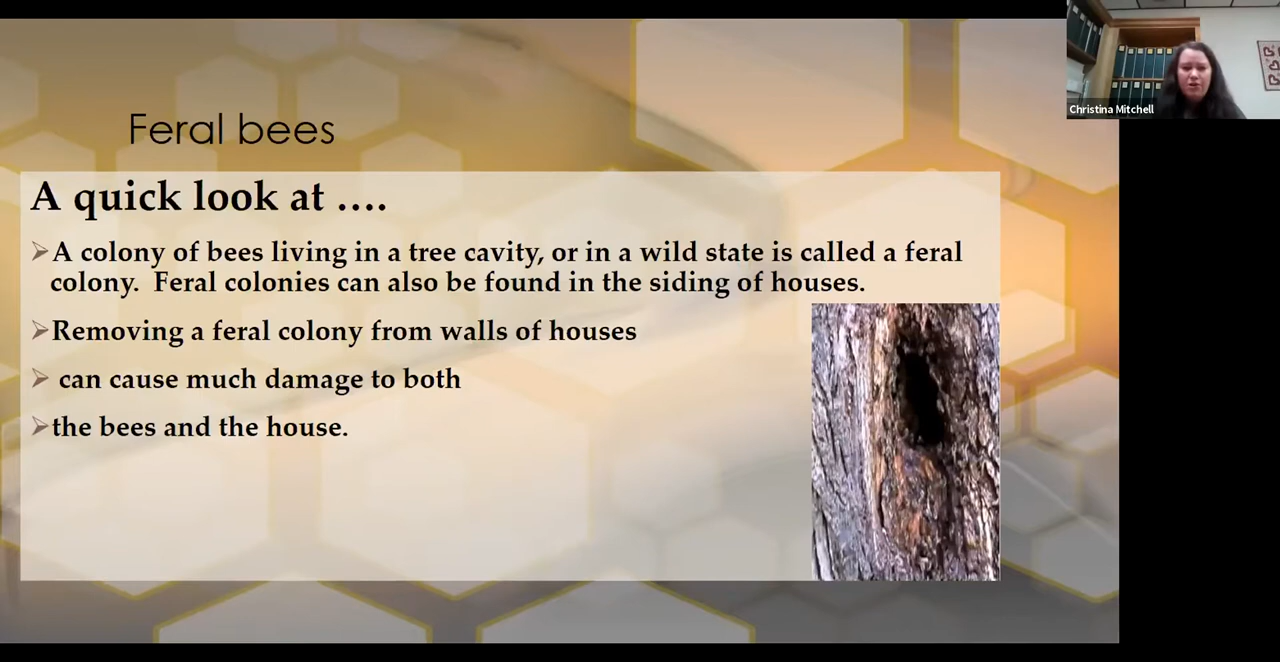 Feral bees
A quick look at ....
A colony of bees living in a tree cavity, or in a wild state is called a feral
colony.  Feral colonies can also be found in the siding of houses.
Removing a feral colony from walls of houses
can cause much damage to both
the bees and the house.
Christina Mitchell